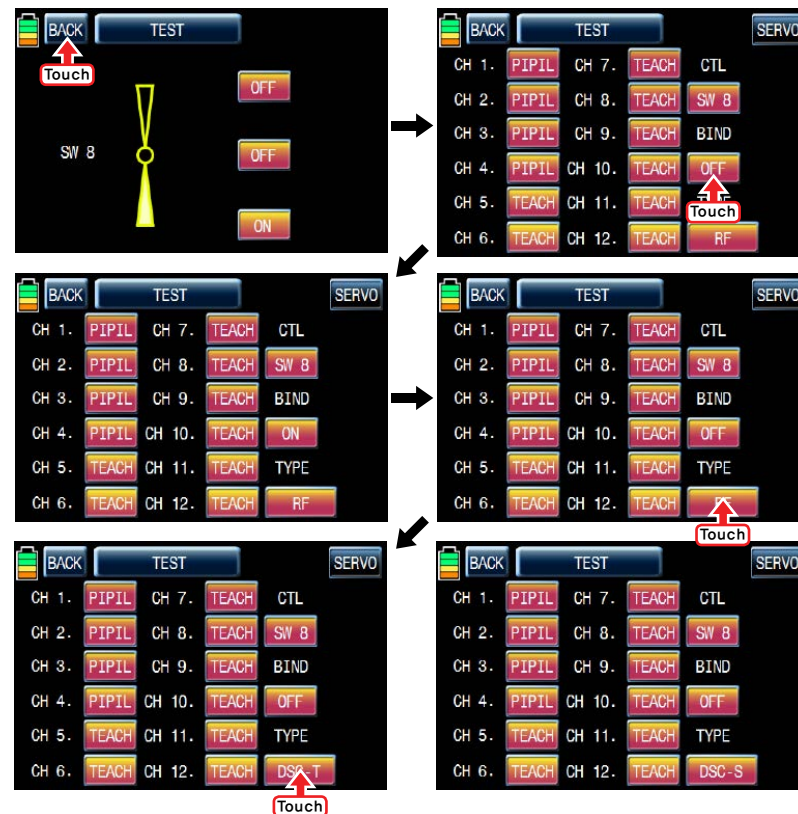 BACK TEST
Touch
OFF
SW 8 OFF
ON
BACK TEST SERVO
CH 1. PIPIL CH 7. TEACH CTL
CH 2. PIPIL CH 8. TEACH SW 8
CH 3. PIPIL CH 9. TEACH BIND
CH 4. PIPIL CH 10. TEACH OFF
CH 5. TEACH CH 11. TEACH
Touch
CH 6. TEACH CH 12. TEACH RF
BACK TEST SERVO
CH 1. PIPIL CH 7. TEACH CTL
CH 2. PIPIL CH 8. TEACH SW 8
CH 3. PIPIL CH 9. TEACH BIND
CH 4. PIPIL CH 10. TEACH ON
CH 5. TEACH CH 11. TEACH TYPE
CH 6. TEACH CH 12. TEACH RF
BACK TEST SERVO
CH 1. PIPIL CH 7. TEACH CTL
CH 2. PIPIL CH 8. TEACH SW 8
CH 3. PIPIL CH 9. TEACH BIND
CH 4. PIPIL CH 10. TEACH OFF
CH 5. TEACH CH 11. TEACH TYPE
CH 6. TEACH CH 12. TEACH RF
Touch
BACK TEST SERVO
CH 1. PIPIL CH 7. TEACH CTL
CH 2. PIPIL CH 8. TEACH SW 8
CH 3. PIPIL CH 9. TEACH BIND
CH 4. PIPIL CH 10. TEACH OFF
CH 5. TEACH CH 11. TEACH TYPE
CH 6. TEACH CH 12. TEACH DSC-T
Touch
BACK TEST SERVO
CH 1. PIPIL CH 7. TEACH CTL
CH 2. PIPIL CH 8. TEACH SW 8
CH 3. PIPIL CH 9. TEACH BIND
CH 4. PIPIL CH 10. TEACH OFF
CH 5. TEACH CH 11. TEACH TYPE
CH 6. TEACH CH 12. TEACH DSC-S